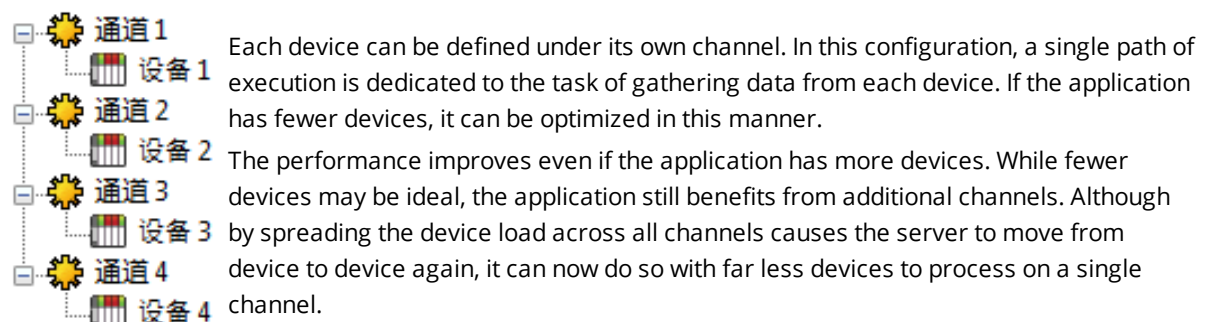 通道1
设备1
通道2
设备2
通道3
设备3
通道4
设备4
Each device can be defined under its own channel. In this configuration, a single path of
execution is dedicated to the task of gathering data from each device. If the application
has fewer devices, it can be optimized in this manner.
The performance improves even if the application has more devices. While fewer
devices may be ideal, the application still benefits from additional channels. Although
by spreading the device load across all channels causes the server to move from
device to device again, it can now do so with far less devices to process on a single
channel.